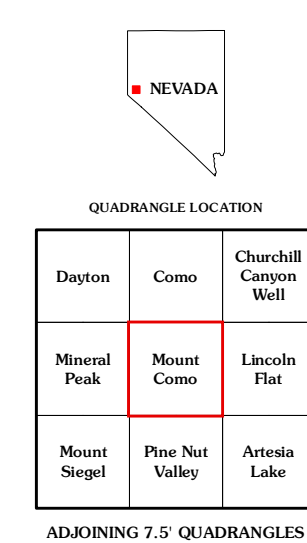 NEVADA
QUADRANGLE LOCATION
Dayton
Como
Churchill
Canyon
Well
Mineral
Peak
Mount
Como
Lincoln
Flat
Mount
Siegel
Pine Nut
Valley
Artesia
Lake
ADJOINING 7.5' QUADRANGLES